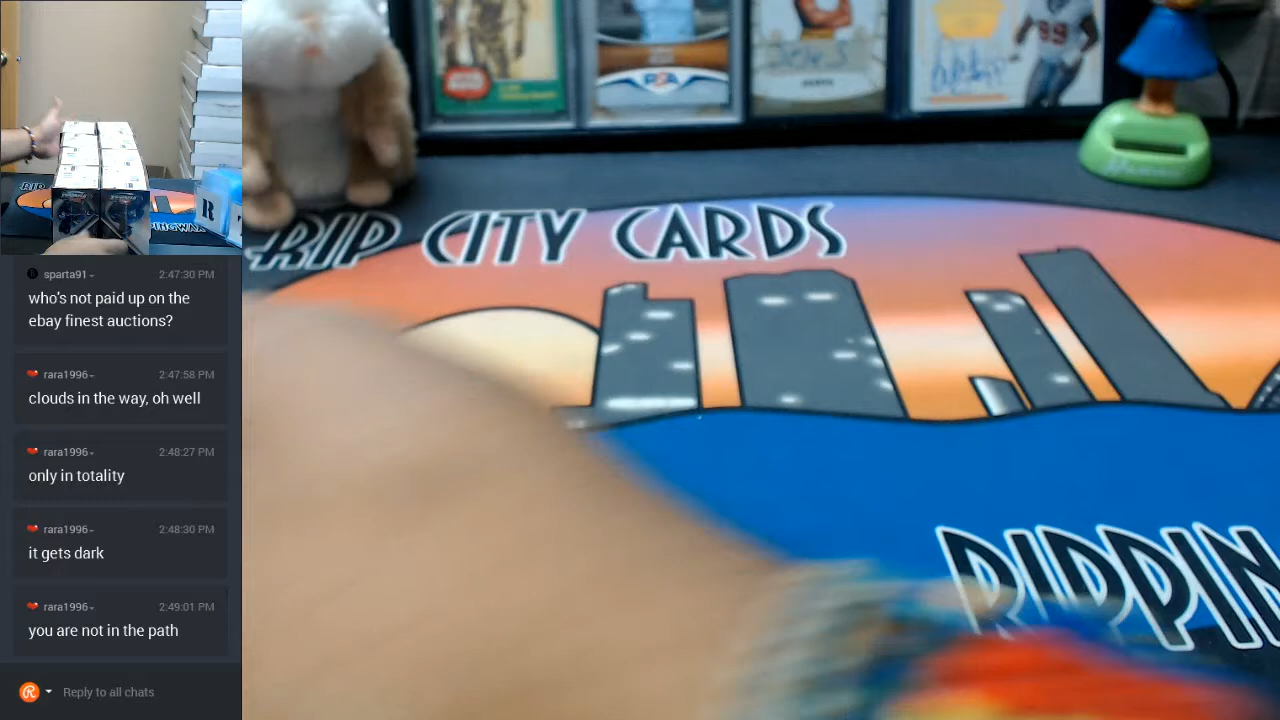 RIP CITY CARDS
RIPPIN
99
R
sparta91
2:47:30 PM
who's not paid up on the
ebay finest auctions?
rara1996
2:47:58 PM
clouds in the way, oh well
rara1996
2:48:27 PM
only in totality
rara1996
2:48:30 PM
it gets dark
rara1996
2:49:01 PM
you are not in the path
Reply to all chats